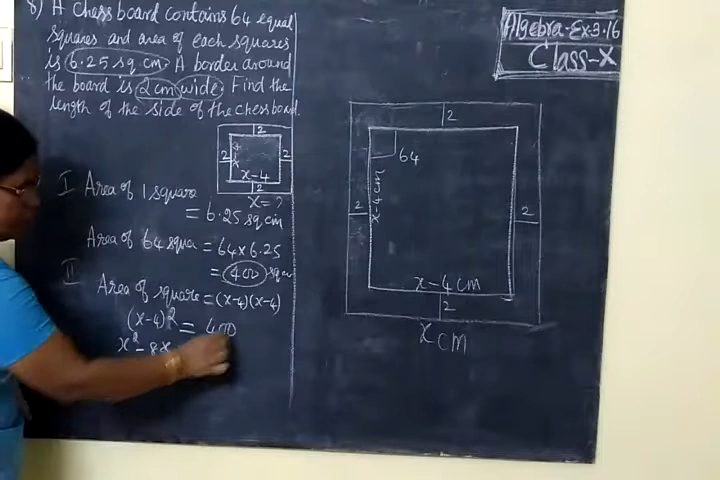 8) A Chess board contains 64 equal
squares and area of each squares
is 6.25 sq cm. A border around
the board is 2 cm wide. Find the
length of the side of the chess board.
Algebra-Ex-3.16
Class-X
2
2
x-4
2
x-4
2
x = ?
I Area of 1 square
= 6.25 sq cm
Area of 64 squa = 64 x 6.25
= 400 sq cm
II Area of square = (x-4)(x-4)
(x-4)² = 400
x² - 8x
2
64
x-4 cm
2
2
x-4 cm
2
x cm